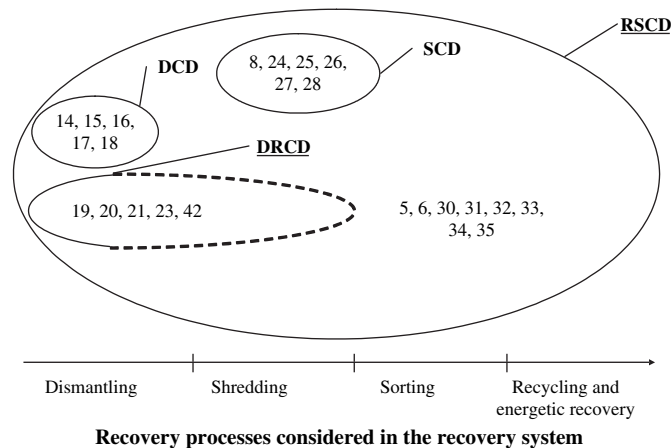 RSCD
SCD
8, 24, 25, 26,
27, 28
DCD
14, 15, 16,
17, 18
DRCD
19, 20, 21, 23, 42
5, 6, 30, 31, 32, 33,
34, 35
Dismantling
Shredding
Sorting
Recycling and
energetic recovery
Recovery processes considered in the recovery system